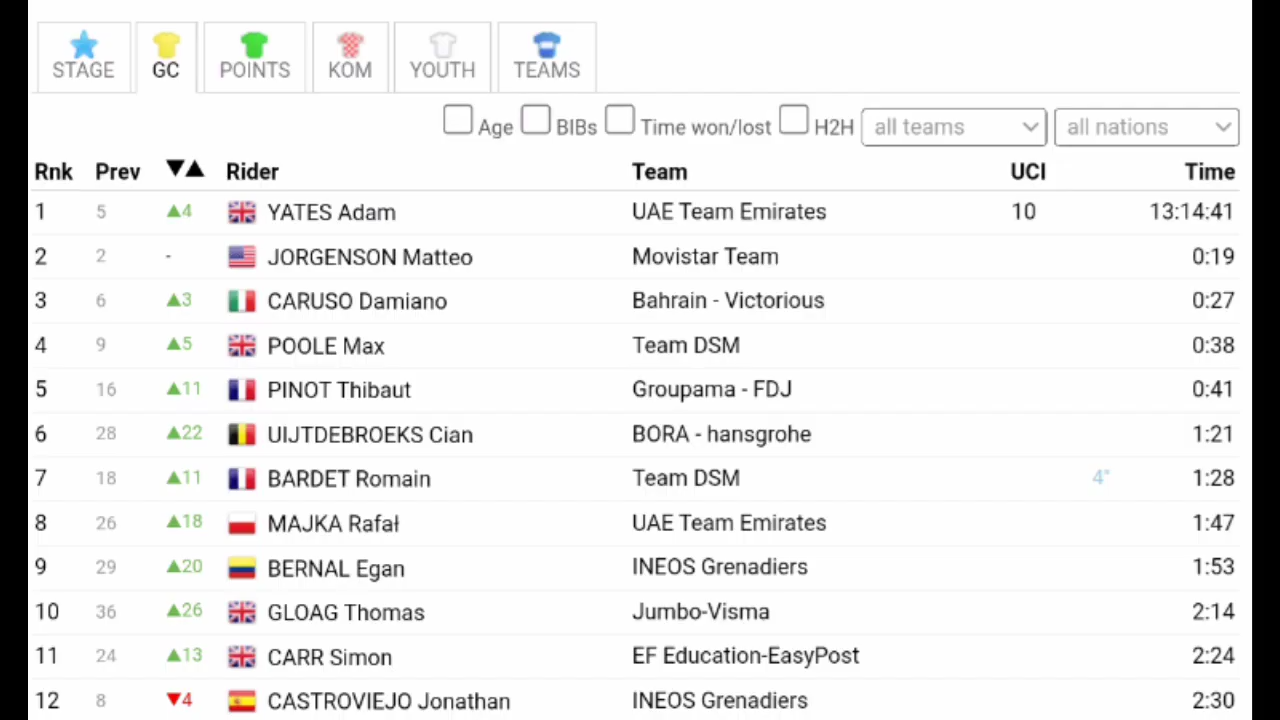 STAGE GC POINTS KOM YOUTH TEAMS
Age BIBs Time won/lost H2H all teams all nations
Rnk Prev ▼▲ Rider Team UCI Time
1 5 ▲4 YATES Adam UAE Team Emirates 10 13:14:41
2 2 - JORGENSON Matteo Movistar Team 0:19
3 6 ▲3 CARUSO Damiano Bahrain - Victorious 0:27
4 9 ▲5 POOLE Max Team DSM 0:38
5 16 ▲11 PINOT Thibaut Groupama - FDJ 0:41
6 28 ▲22 UIJTDEBROEKS Cian BORA - hansgrohe 1:21
7 18 ▲11 BARDET Romain Team DSM 4" 1:28
8 26 ▲18 MAJKA Rafał UAE Team Emirates 1:47
9 29 ▲20 BERNAL Egan INEOS Grenadiers 1:53
10 36 ▲26 GLOAG Thomas Jumbo-Visma 2:14
11 24 ▲13 CARR Simon EF Education-EasyPost 2:24
12 8 ▼4 CASTROVIEJO Jonathan INEOS Grenadiers 2:30